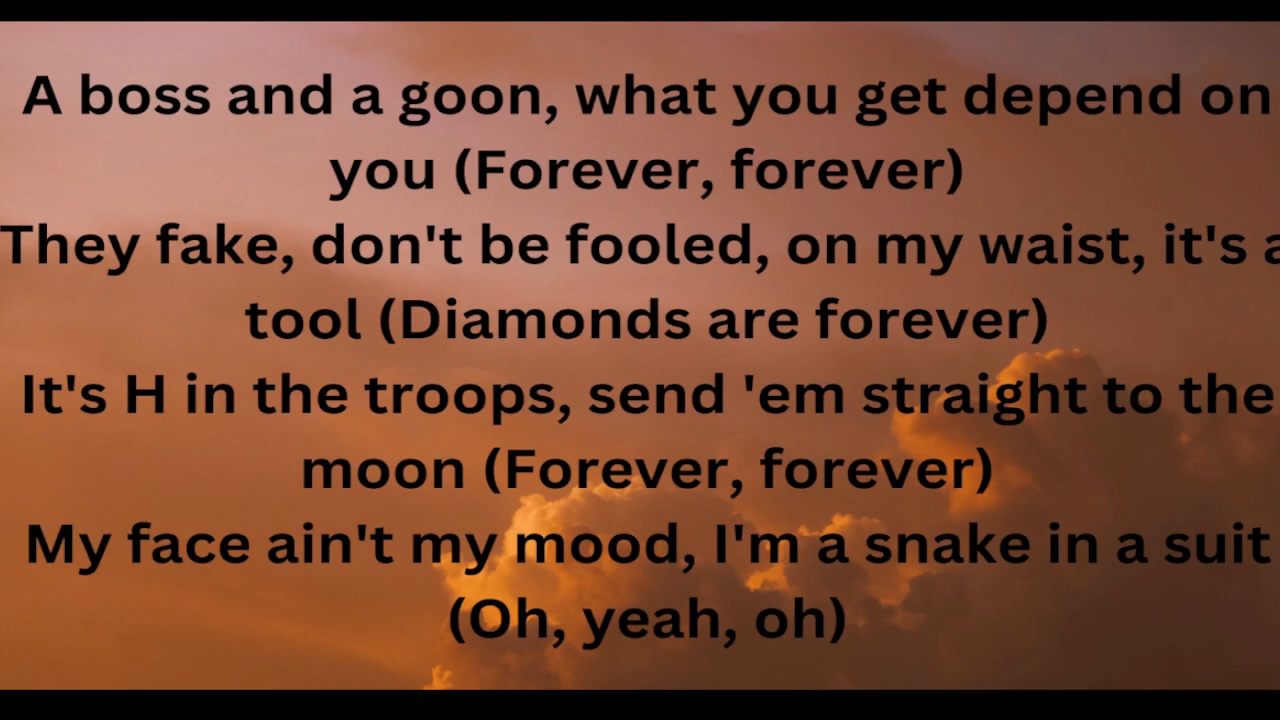 A boss and a goon, what you get depend on
you (Forever, forever)
They fake, don't be fooled, on my waist, it's a
tool (Diamonds are forever)
It's H in the troops, send 'em straight to the
moon (Forever, forever)
My face ain't my mood, I'm a snake in a suit
(Oh, yeah, oh)